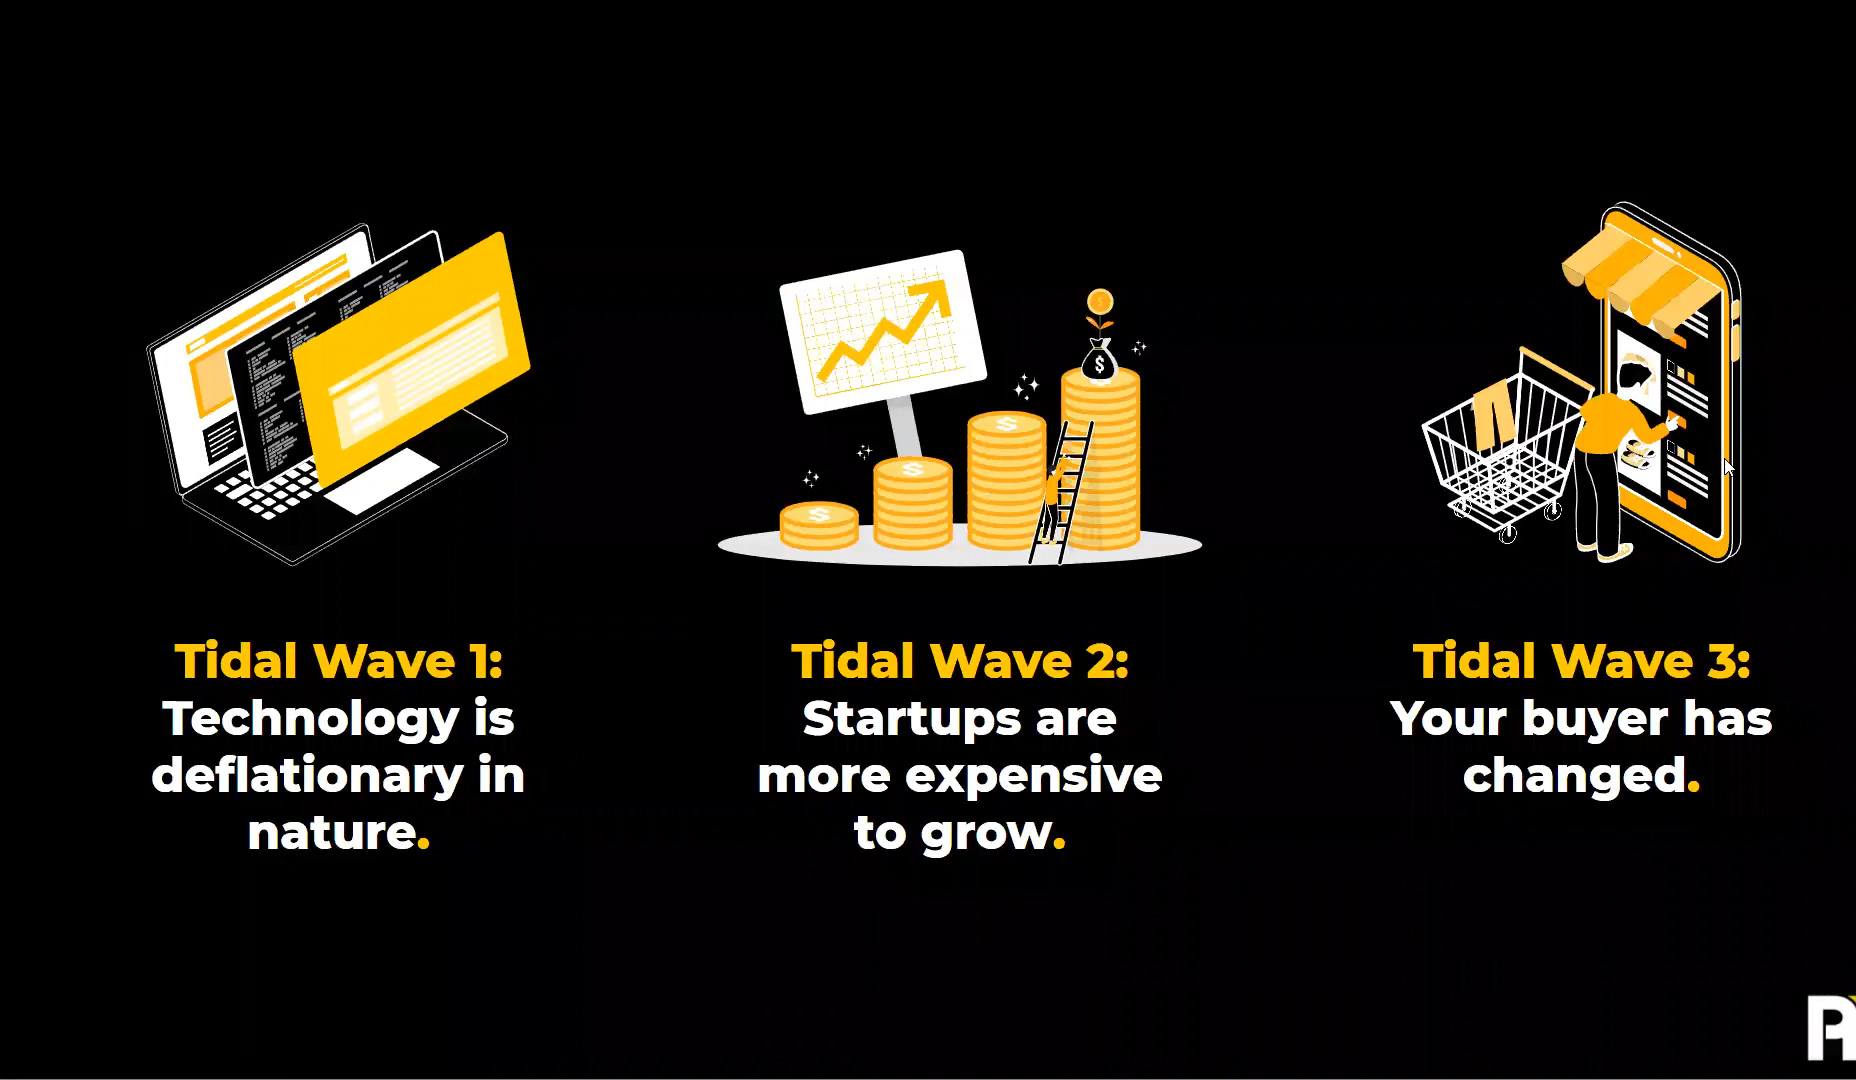 Tidal Wave 1:
Technology is
deflationary in
nature.
Tidal Wave 2:
Startups are
more expensive
to grow.
Tidal Wave 3:
Your buyer has
changed.